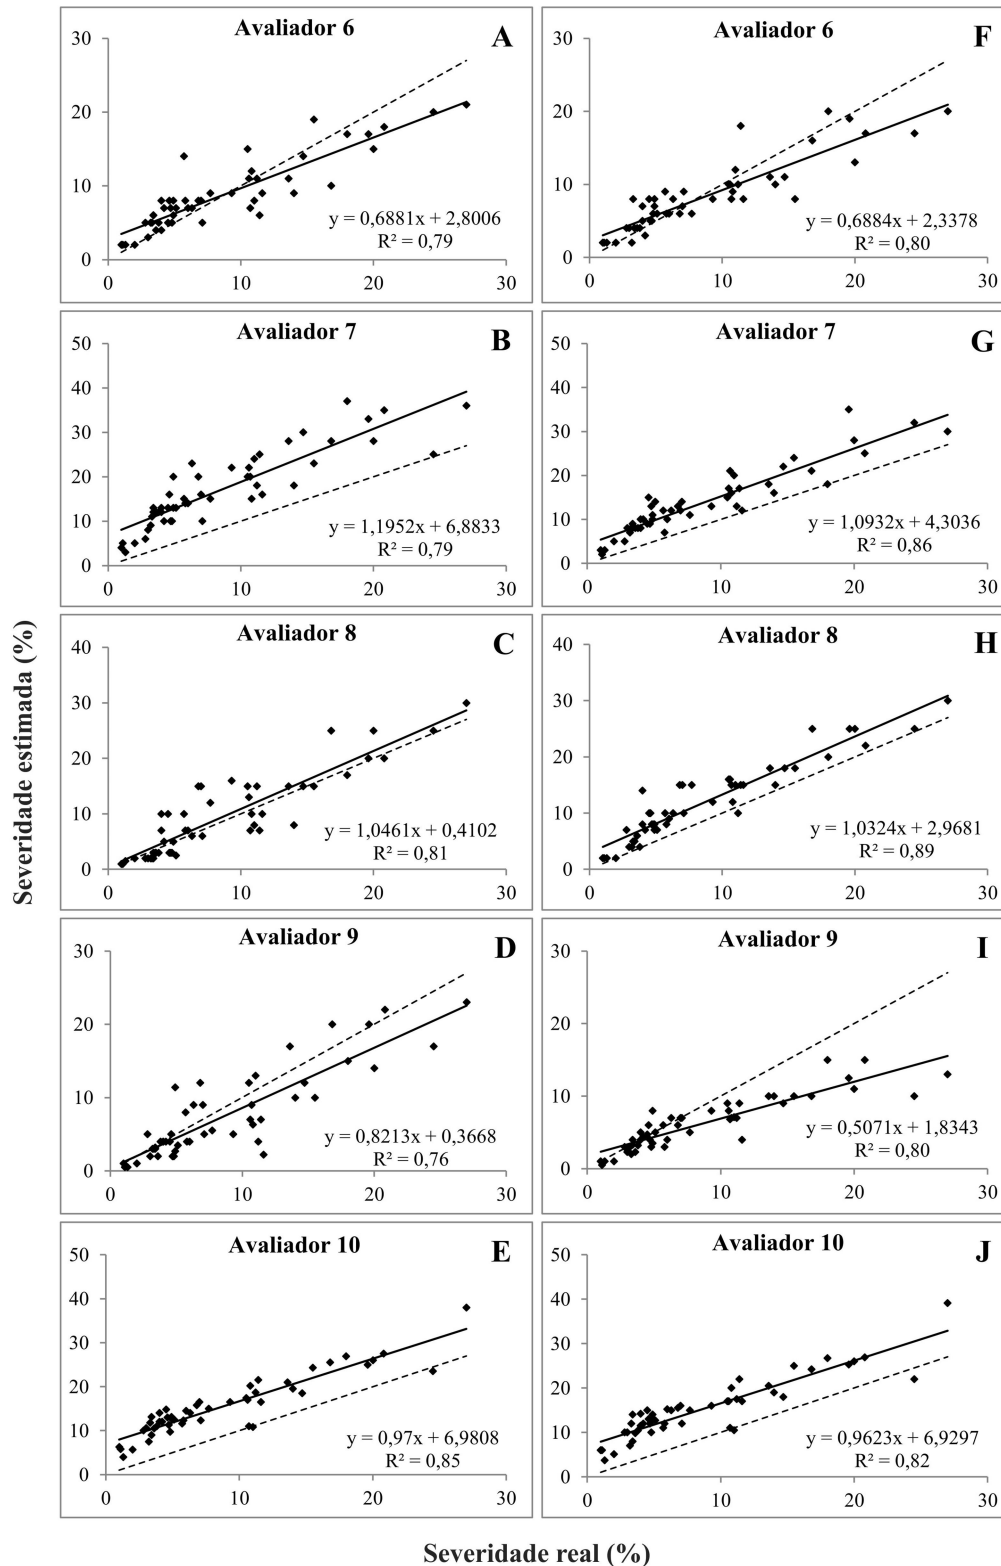 Avaliador 6
A
30
20
10
0
y = 0,6881x + 2,8006
R² = 0,79
0
10
20
30
Avaliador 6
F
30
20
10
0
y = 0,6884x + 2,3378
R² = 0,80
0
10
20
30
Avaliador 7
B
50
40
30
20
10
0
y = 1,1952x + 6,8833
R² = 0,79
0
10
20
30
Avaliador 7
G
50
40
30
20
10
0
y = 1,0932x + 4,3036
R² = 0,86
0
10
20
30
Severidade estimada (%)
Avaliador 8
C
40
30
20
10
0
y = 1,0461x + 0,4102
R² = 0,81
0
10
20
30
Avaliador 8
H
40
30
20
10
0
y = 1,0324x + 2,9681
R² = 0,89
0
10
20
30
Avaliador 9
D
30
20
10
0
y = 0,8213x + 0,3668
R² = 0,76
0
10
20
30
Avaliador 9
I
30
20
10
0
y = 0,5071x + 1,8343
R² = 0,80
0
10
20
30
Avaliador 10
E
50
40
30
20
10
0
y = 0,97x + 6,9808
R² = 0,85
0
10
20
30
Avaliador 10
J
50
40
30
20
10
0
y = 0,9623x + 6,9297
R² = 0,82
0
10
20
30
Severidade real (%)